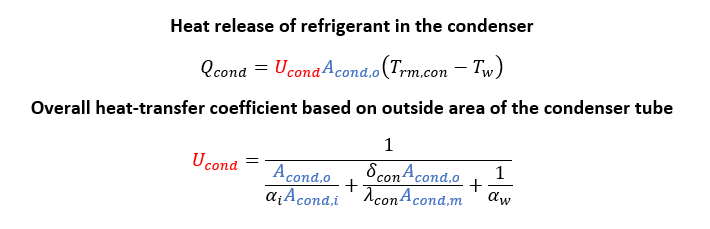 Heat release of refrigerant in the condenser
Q_cond = U_cond A_cond,o (T_rm,con − T_w)
Overall heat-transfer coefficient based on outside area of the condenser tube
U_cond = 1 / (A_cond,o / (α_i A_cond,i) + δ_con A_cond,o / (λ_con A_cond,m) + 1 / α_w)